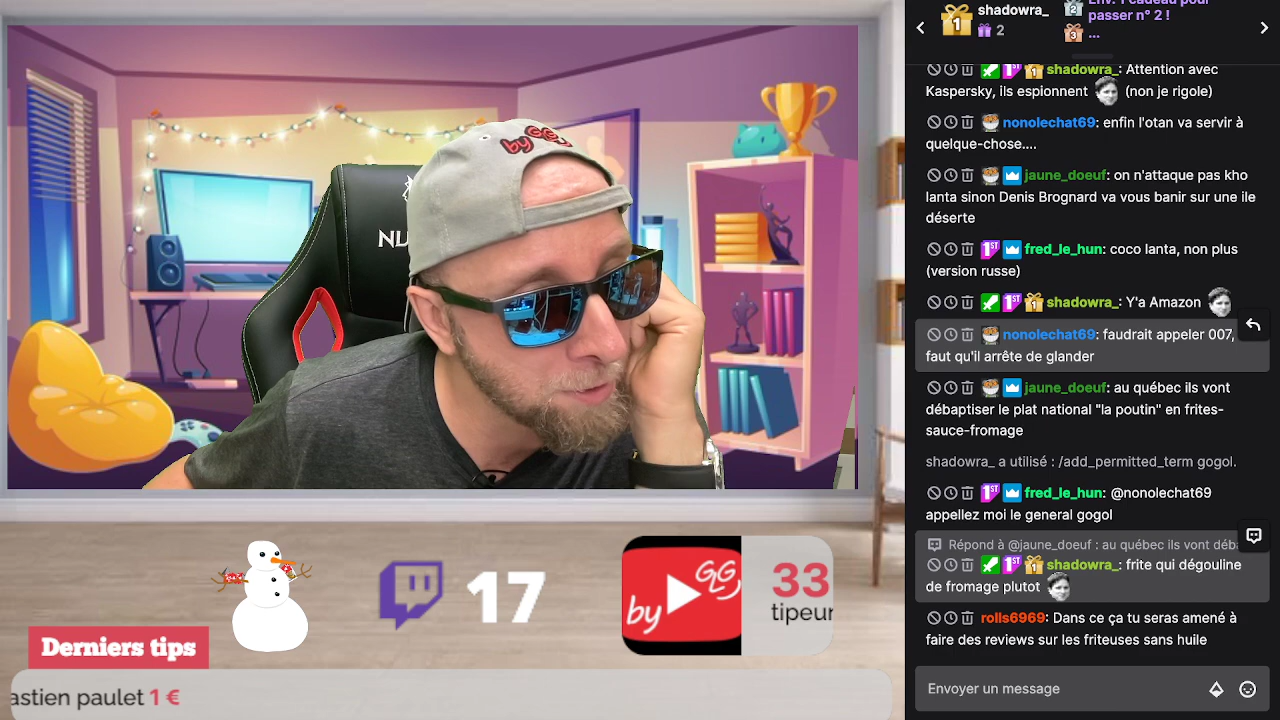 shadowra_
2
passer n° 2 !
...
shadowra_: Attention avec
Kaspersky, ils espionnent (non je rigole)
nonolechat69: enfin l'otan va servir à
quelque-chose....
jaune_doeuf: on n'attaque pas kho
lanta sinon Denis Brognard va vous banir sur une ile
déserte
fred_le_hun: coco lanta, non plus
(version russe)
shadowra_: Y'a Amazon
nonolechat69: faudrait appeler 007,
faut qu'il arrête de glander
jaune_doeuf: au québec ils vont
débaptiser le plat national "la poutin" en frites-
sauce-fromage
shadowra_ a utilisé : /add_permitted_term gogol.
fred_le_hun: @nonolechat69
appellez moi le general gogol
Répond à @jaune_doeuf : au québec ils vont déb
shadowra_: frite qui dégouline
de fromage plutot
rolls6969: Dans ce ça tu seras amené à
faire des reviews sur les friteuses sans huile
Envoyer un message
by GG
17
by GG
33
tipeur
Derniers tips
astien paulet 1 €